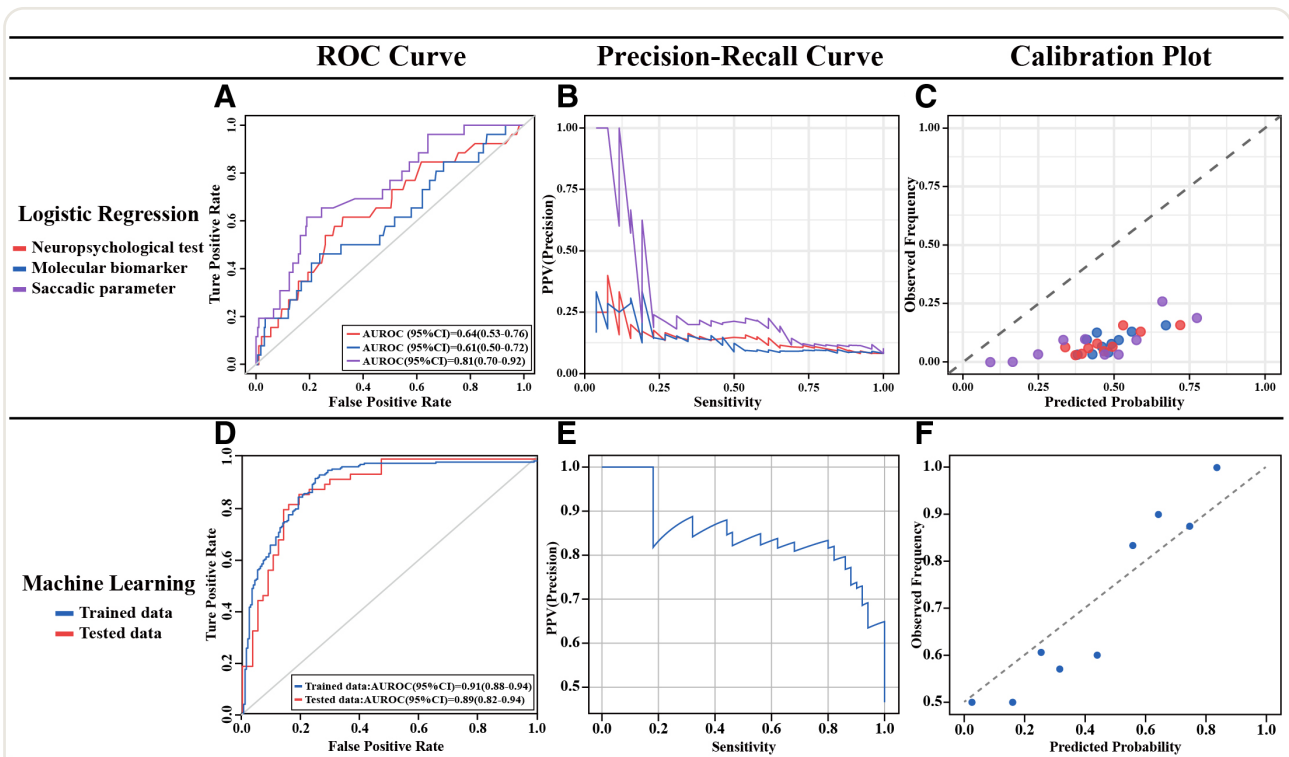 ROC Curve
Precision-Recall Curve
Calibration Plot
Logistic Regression
Neuropsychological test
Molecular biomarker
Saccadic parameter
A
Ture Positive Rate
1.0
0.8
0.6
0.4
0.2
0.0
AUROC (95%CI)=0.64(0.53-0.76)
AUROC (95%CI)=0.61(0.50-0.72)
AUROC(95%CI)=0.81(0.70-0.92)
0.0 0.2 0.4 0.6 0.8 1.0
False Positive Rate
B
PPV(Precision)
1.00
0.75
0.50
0.25
0.00
0.00 0.25 0.50 0.75 1.00
Sensitivity
C
Observed Frequency
1.00
0.75
0.50
0.25
0.00
0.00 0.25 0.50 0.75 1.00
Predicted Probability
Machine Learning
Trained data
Tested data
D
Ture Positive Rate
1.0
0.8
0.6
0.4
0.2
0.0
Trained data:AUROC(95%CI)=0.91(0.88-0.94)
Tested data:AUROC(95%CI)=0.89(0.82-0.94)
0.0 0.2 0.4 0.6 0.8 1.0
False Positive Rate
E
PPV(Precision)
1.0
0.9
0.8
0.7
0.6
0.5
0.0 0.2 0.4 0.6 0.8 1.0
Sensitivity
F
Observed Frequency
1.0
0.9
0.8
0.7
0.6
0.5
0.0 0.2 0.4 0.6 0.8 1.0
Predicted Probability